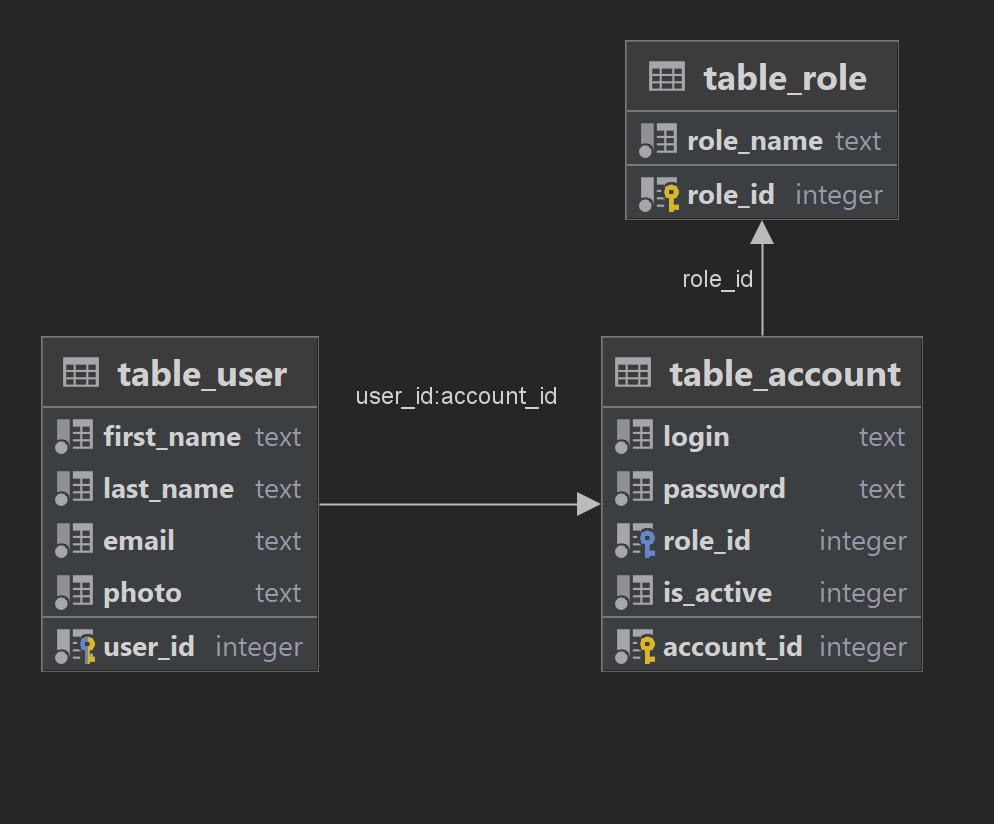 table_role
role_name text
role_id integer
role_id
table_user
first_name text
last_name text
email text
photo text
user_id integer
user_id:account_id
table_account
login text
password text
role_id integer
is_active integer
account_id integer